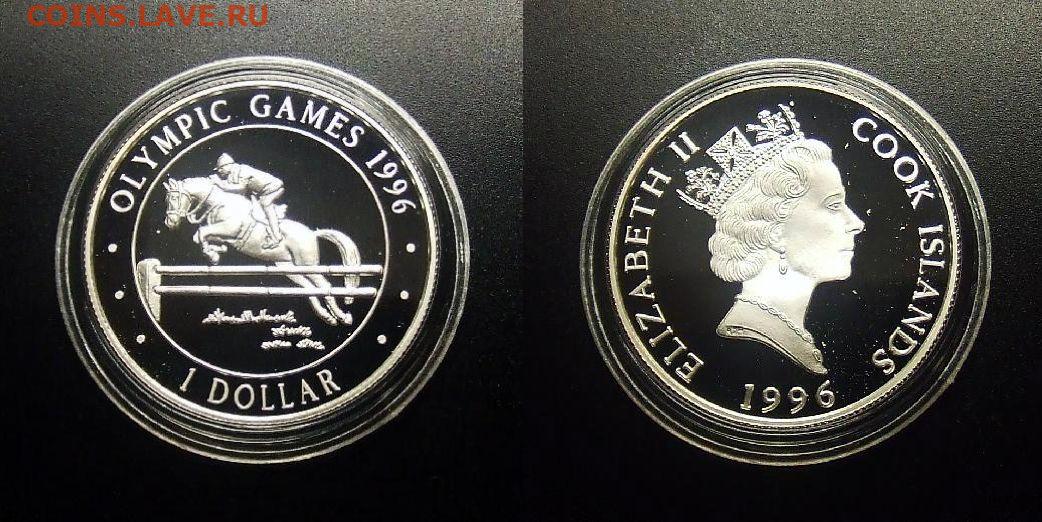 COINS.LAVE.RU
OLYMPIC GAMES 1996
1 DOLLAR
ELIZABETH II
COOK ISLANDS
1996